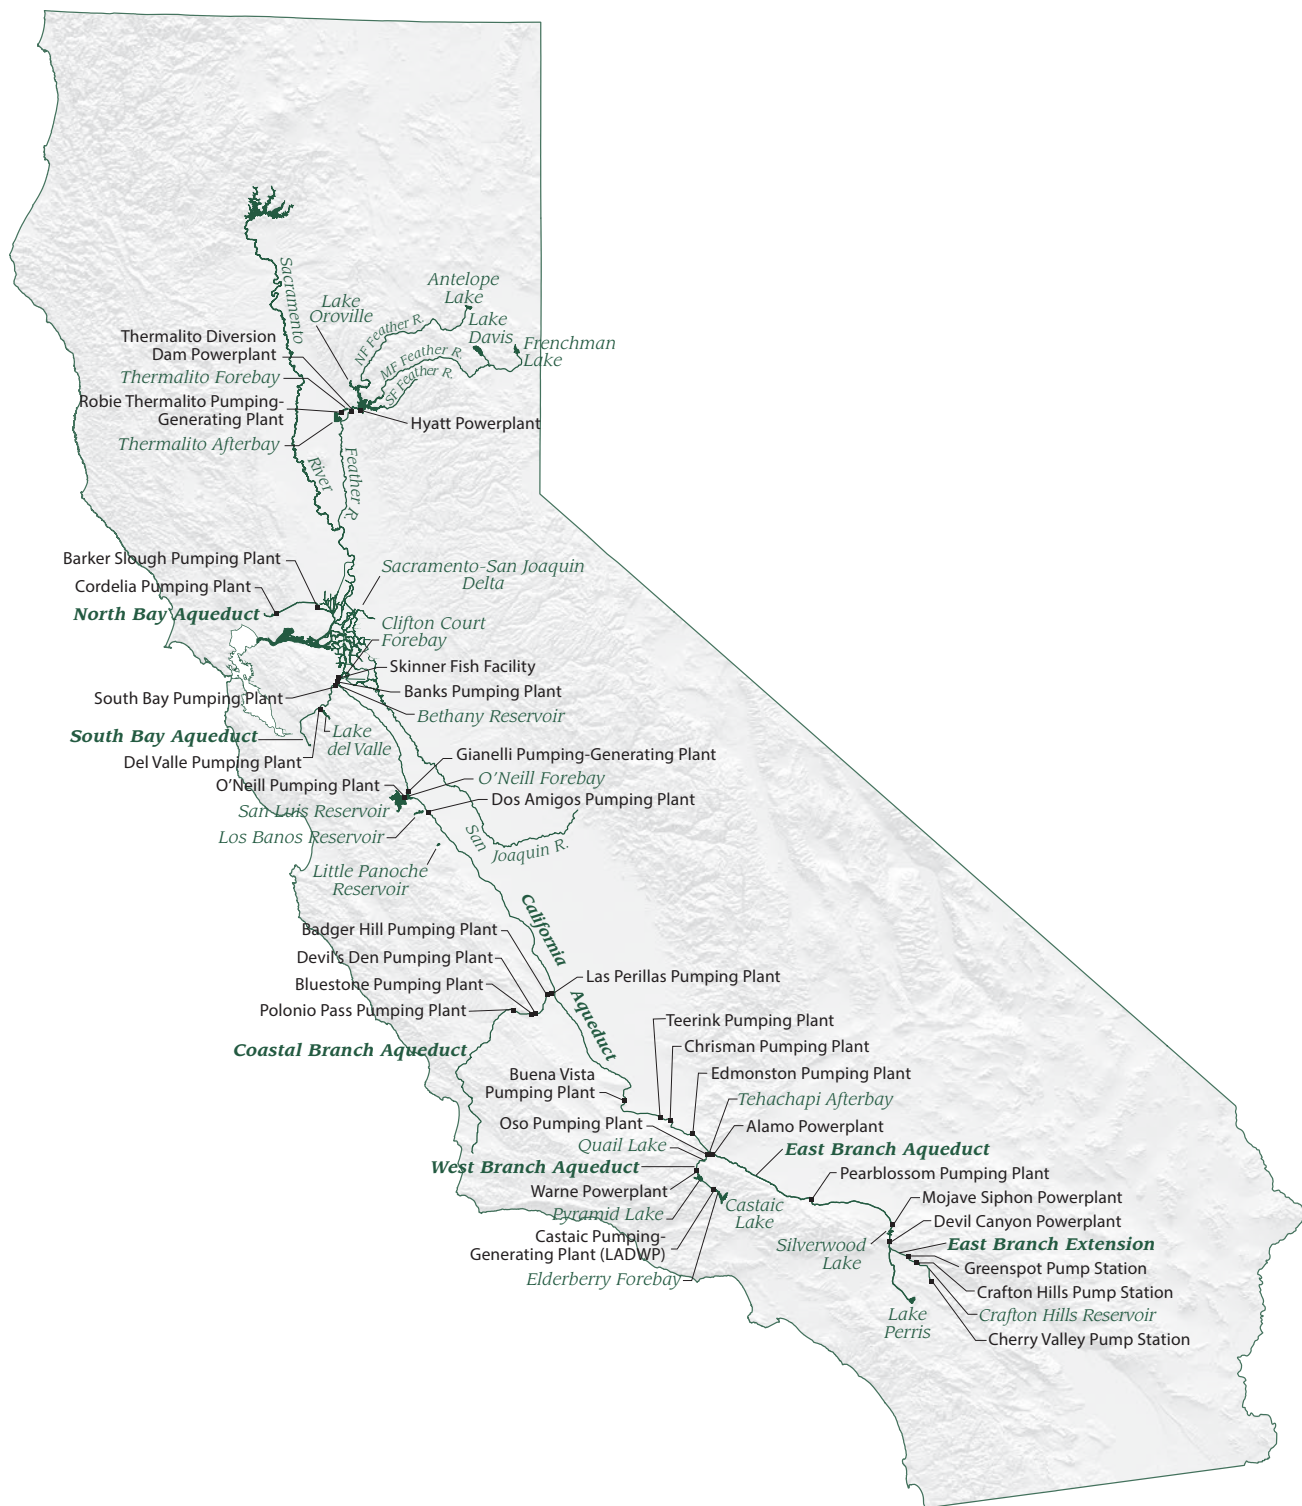 Sacramento
River
Antelope
Lake
Lake
Oroville
NF Feather R.
Lake
Davis
Frenchman
Lake
MF Feather R.
SF Feather R.
Thermalito Diversion
Dam Powerplant
Thermalito Forebay
Robie Thermalito Pumping-
Generating Plant
Hyatt Powerplant
Thermalito Afterbay
Feather R.
Barker Slough Pumping Plant
Cordelia Pumping Plant
North Bay Aqueduct
Sacramento-San Joaquin
Delta
Clifton Court
Forebay
Skinner Fish Facility
Banks Pumping Plant
South Bay Pumping Plant
Bethany Reservoir
South Bay Aqueduct
Lake
del Valle
Del Valle Pumping Plant
Gianelli Pumping-Generating Plant
O'Neill Forebay
O'Neill Pumping Plant
Dos Amigos Pumping Plant
San Luis Reservoir
Los Banos Reservoir
San
Joaquin R.
Little Panoche
Reservoir
California
Aqueduct
Badger Hill Pumping Plant
Devil's Den Pumping Plant
Bluestone Pumping Plant
Polonio Pass Pumping Plant
Las Perillas Pumping Plant
Coastal Branch Aqueduct
Teerink Pumping Plant
Chrisman Pumping Plant
Edmonston Pumping Plant
Buena Vista
Pumping Plant
Tehachapi Afterbay
Oso Pumping Plant
Alamo Powerplant
Quail Lake
East Branch Aqueduct
West Branch Aqueduct
Pearblossom Pumping Plant
Warne Powerplant
Mojave Siphon Powerplant
Pyramid Lake
Castaic
Lake
Devil Canyon Powerplant
Castaic Pumping-
Generating Plant (LADWP)
Silverwood
Lake
East Branch Extension
Elderberry Forebay
Greenspot Pump Station
Crafton Hills Pump Station
Crafton Hills Reservoir
Lake
Perris
Cherry Valley Pump Station